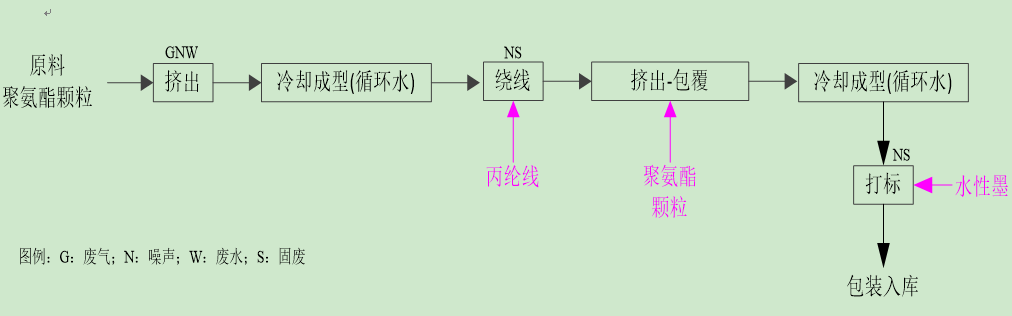 原料
聚氨酯颗粒
GNW
挤出
冷却成型(循环水)
NS
绕线
挤出-包覆
冷却成型(循环水)
丙纶线
聚氨酯
颗粒
NS
打标
水性墨
图例：G：废气；N：噪声；W：废水；S：固废
包装入库